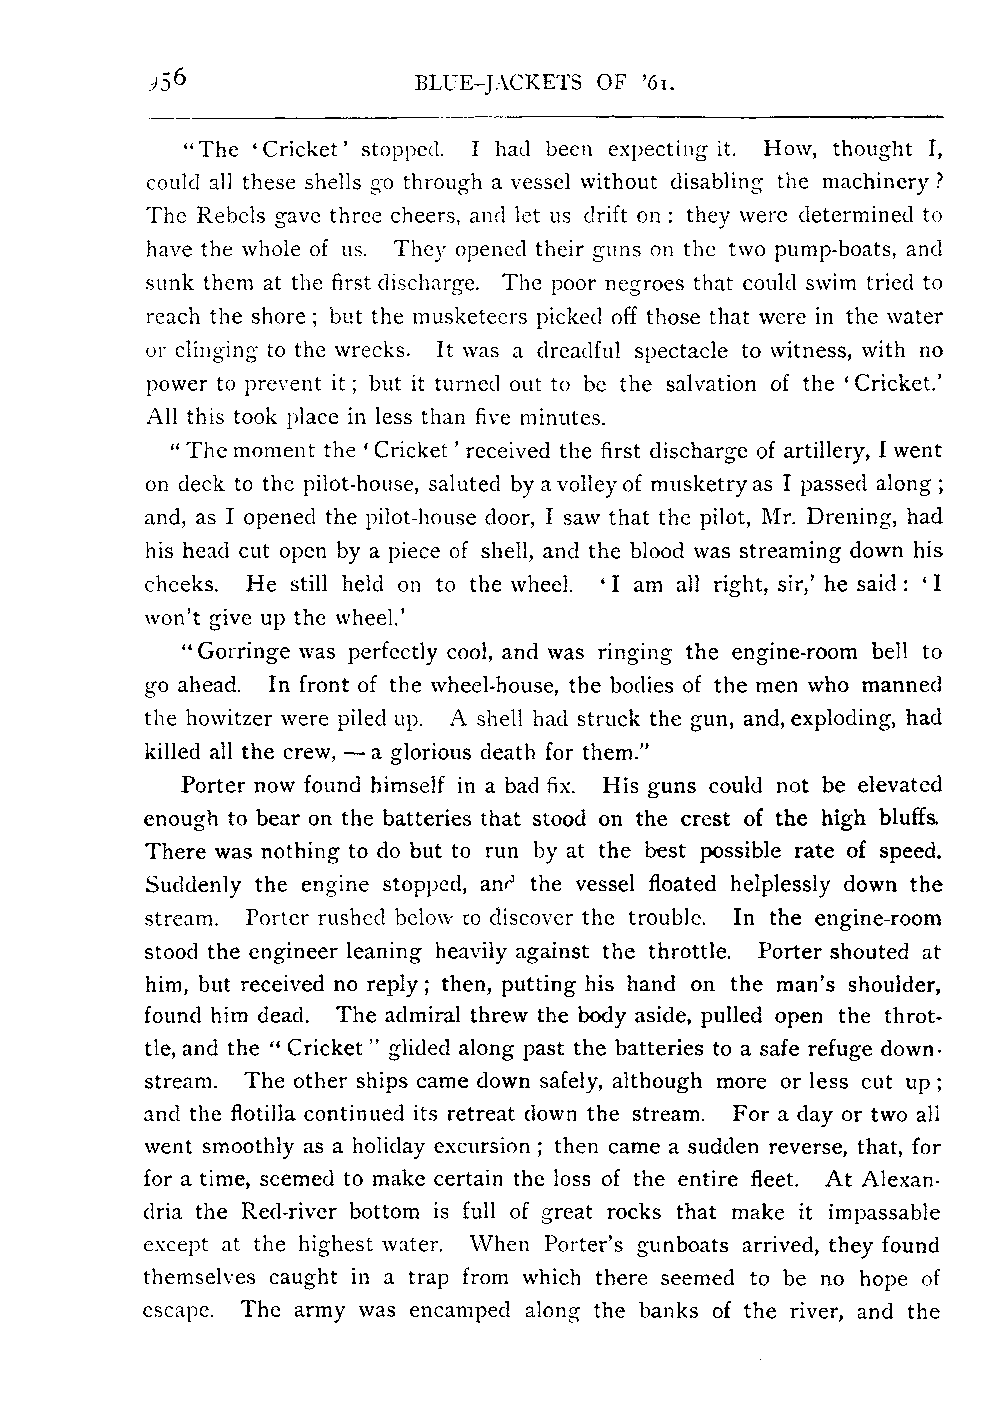 56 BLUE-JACKETS OF '61.
"The 'Cricket' stopped. I had been expecting it. How, thought I,
could all these shells go through a vessel without disabling the machinery?
The Rebels gave three cheers, and let us drift on: they were determined to
have the whole of us. They opened their guns on the two pump-boats, and
sunk them at the first discharge. The poor negroes that could swim tried to
reach the shore; but the musketeers picked off those that were in the water
or clinging to the wrecks. It was a dreadful spectacle to witness, with no
power to prevent it; but it turned out to be the salvation of the 'Cricket.'
All this took place in less than five minutes.
"The moment the 'Cricket' received the first discharge of artillery, I went
on deck to the pilot-house, saluted by a volley of musketry as I passed along;
and, as I opened the pilot-house door, I saw that the pilot, Mr. Drening, had
his head cut open by a piece of shell, and the blood was streaming down his
cheeks. He still held on to the wheel. 'I am all right, sir,' he said: 'I
won't give up the wheel.'
"Gorringe was perfectly cool, and was ringing the engine-room bell to
go ahead. In front of the wheel-house, the bodies of the men who manned
the howitzer were piled up. A shell had struck the gun, and, exploding, had
killed all the crew, — a glorious death for them."
Porter now found himself in a bad fix. His guns could not be elevated
enough to bear on the batteries that stood on the crest of the high bluffs.
There was nothing to do but to run by at the best possible rate of speed.
Suddenly the engine stopped, and the vessel floated helplessly down the
stream. Porter rushed below to discover the trouble. In the engine-room
stood the engineer leaning heavily against the throttle. Porter shouted at
him, but received no reply; then, putting his hand on the man's shoulder,
found him dead. The admiral threw the body aside, pulled open the throt-
tle, and the "Cricket" glided along past the batteries to a safe refuge down-
stream. The other ships came down safely, although more or less cut up;
and the flotilla continued its retreat down the stream. For a day or two all
went smoothly as a holiday excursion; then came a sudden reverse, that, for
for a time, seemed to make certain the loss of the entire fleet. At Alexan-
dria the Red-river bottom is full of great rocks that make it impassable
except at the highest water. When Porter's gunboats arrived, they found
themselves caught in a trap from which there seemed to be no hope of
escape. The army was encamped along the banks of the river, and the